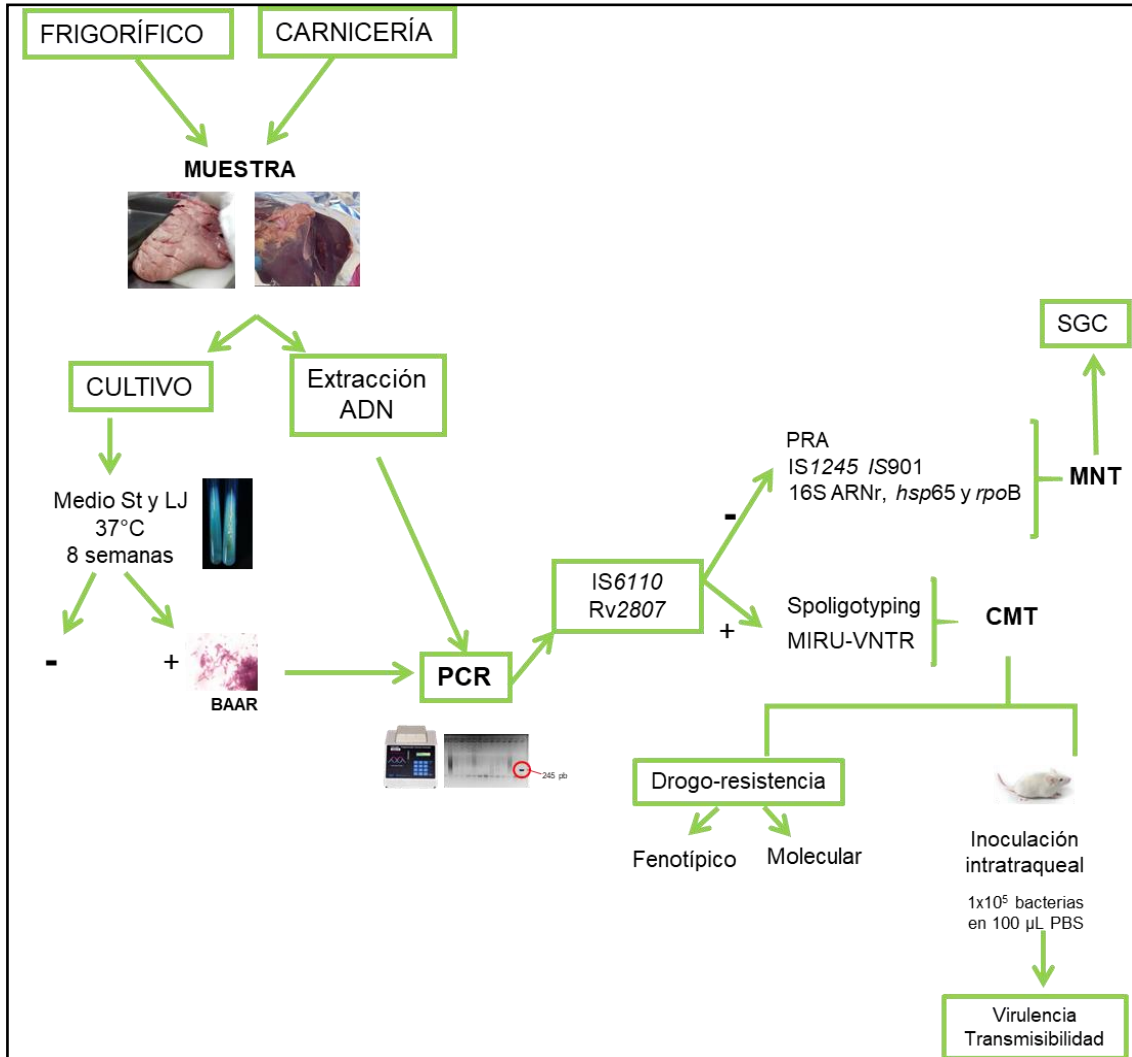 FRIGORÍFICO
CARNICERÍA
MUESTRA
CULTIVO
Extracción
ADN
Medio St y LJ
37°C
8 semanas
-
+
BAAR
PCR
245 pb
IS6110
Rv2807
-
+
PRA
IS1245 IS901
16S ARNr, hsp65 y rpoB
MNT
SGC
Spoligotyping
MIRU-VNTR
CMT
Drogo-resistencia
Fenotípico
Molecular
Inoculación
intratraqueal
1x10⁵ bacterias
en 100 µL PBS
Virulencia
Transmisibilidad